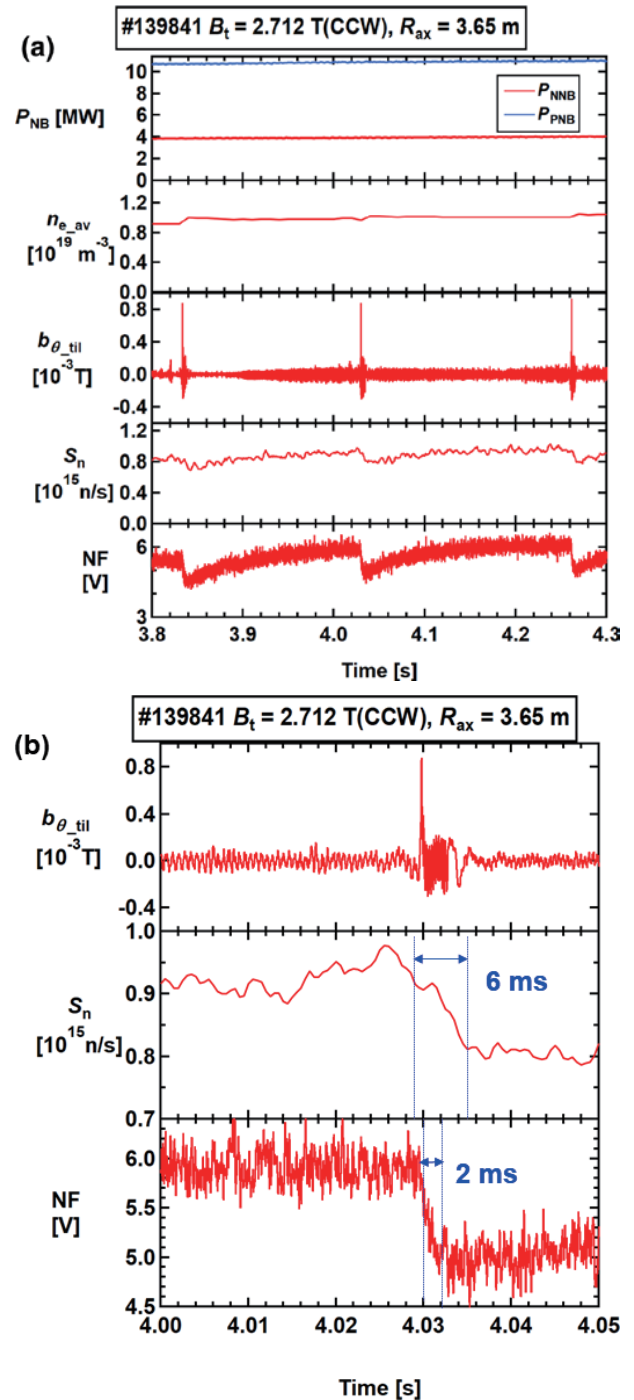 #139841 Bt = 2.712 T(CCW), Rax = 3.65 m
(a)
PNB [MW]
10
8
6
4
2
0
PNNB
PPNB
ne_av
[10^19 m^-3]
1.2
0.8
0.4
0.0
bθ_til
[10^-3 T]
0.8
0.4
0.0
-0.4
Sn
[10^15 n/s]
1.2
0.8
0.4
0.0
NF
[V]
6
3
3.8 3.9 4.0 4.1 4.2 4.3
Time [s]
#139841 Bt = 2.712 T(CCW), Rax = 3.65 m
(b)
bθ_til
[10^-3 T]
0.8
0.4
0.0
-0.4
Sn
[10^15 n/s]
1.0
0.9
0.8
0.7
6 ms
NF
[V]
6.0
5.5
5.0
4.5
2 ms
4.00 4.01 4.02 4.03 4.04 4.05
Time [s]